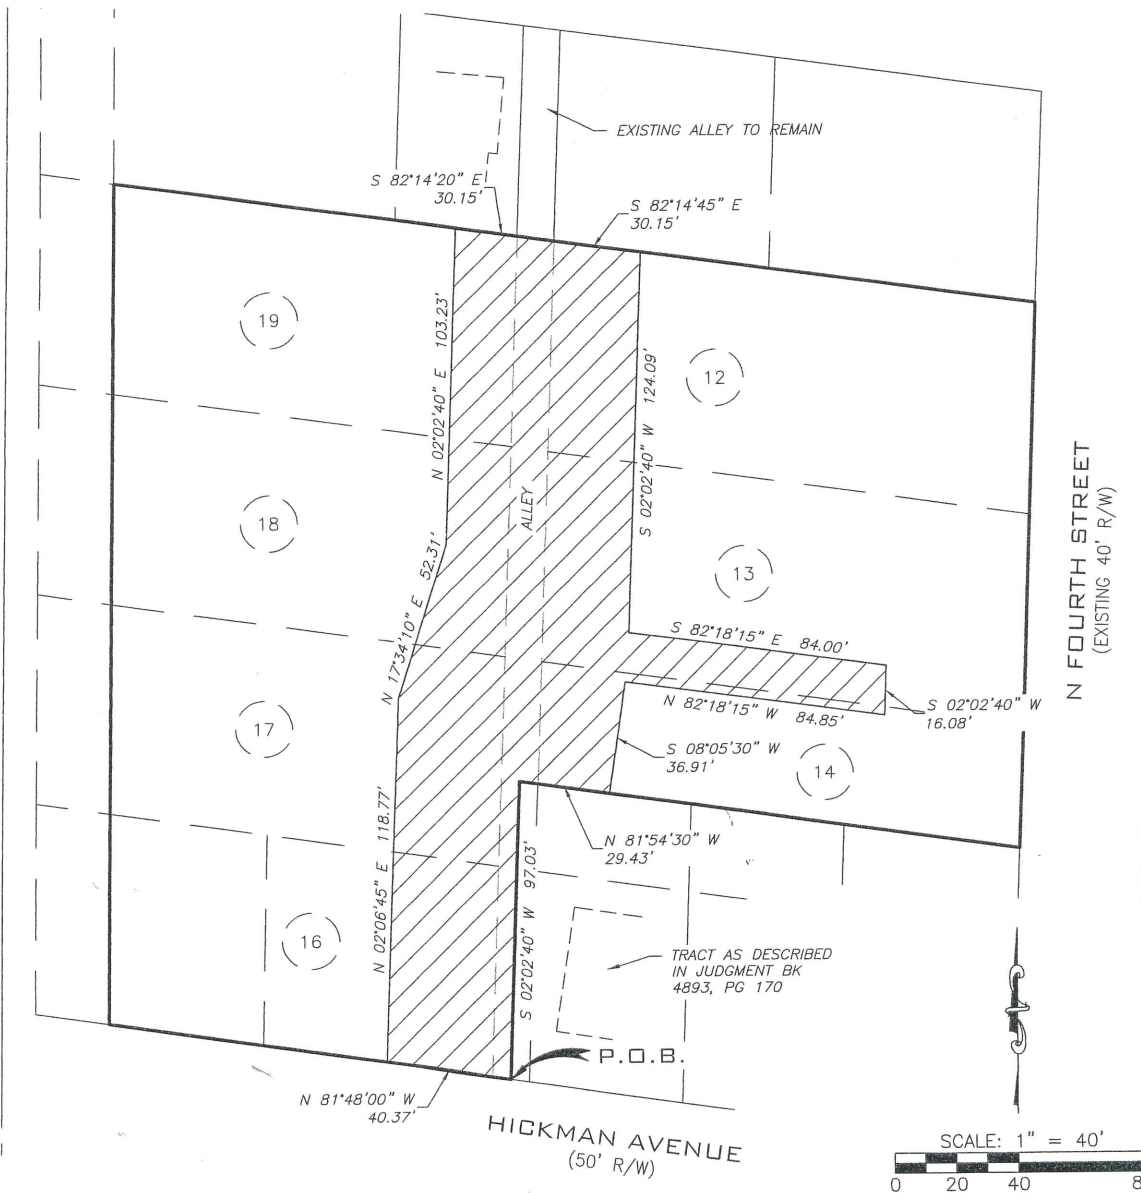 EXISTING ALLEY TO REMAIN
S 82°14'20" E
30.15'
S 82°14'45" E
30.15'
19
N 02°02'40" E 103.23'
12
S 02°02'40" W 124.09'
ALLEY
18
13
N 17°34'10" E 52.31'
S 82°18'15" E 84.00'
N 82°18'15" W 84.85'
S 02°02'40" W
16.08'
17
S 08°05'30" W
36.91'
14
N 02°06'45" E 118.77'
N 81°54'30" W
29.43'
S 02°02'40" W 97.03'
16
TRACT AS DESCRIBED
IN JUDGMENT BK
4893, PG 170
P.O.B.
N 81°48'00" W
40.37'
HICKMAN AVENUE
(50' R/W)
N FOURTH STREET
(EXISTING 40' R/W)
SCALE: 1" = 40'
0 20 40 8